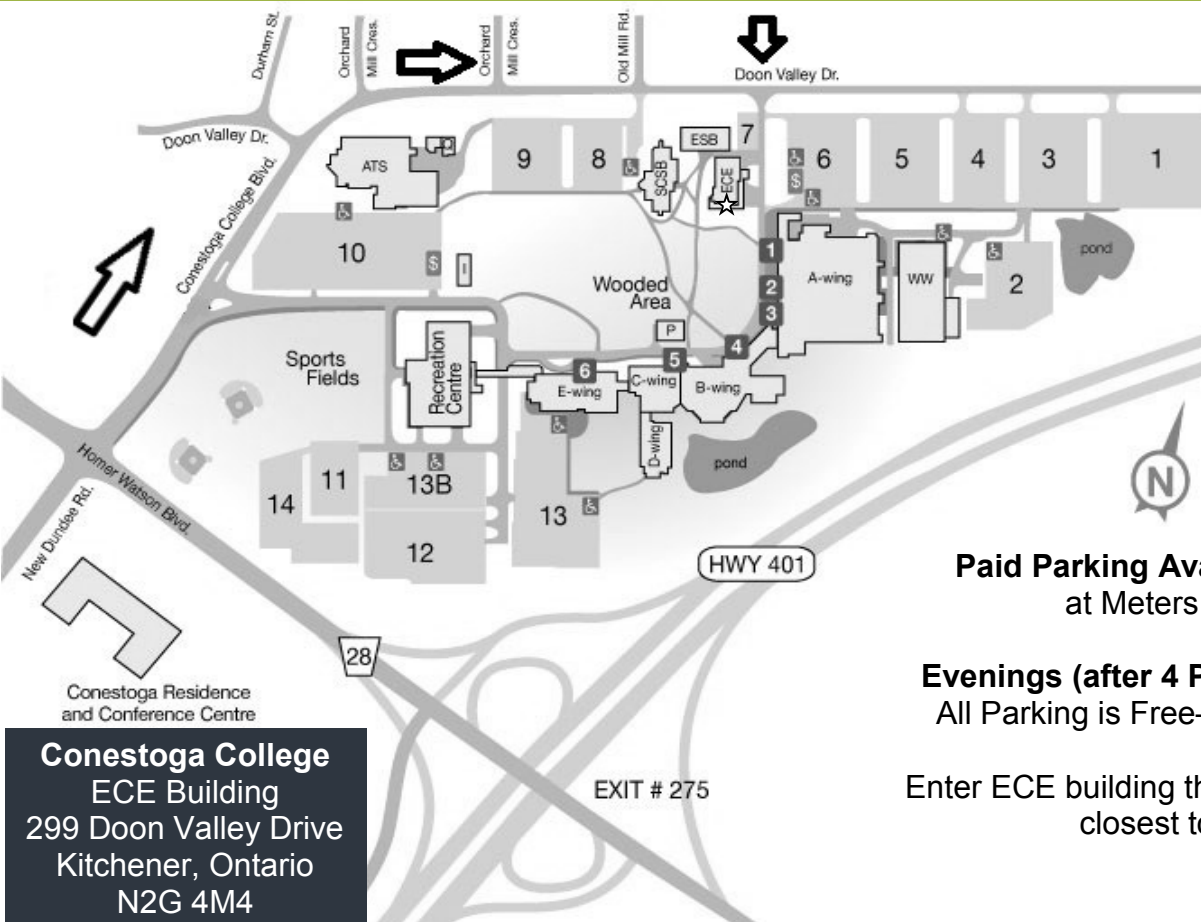 Durham St.
Orchard
Mill Cres.
Orchard
Mill Cres.
Old Mill Rd.
Doon Valley Dr.
Doon Valley Dr.
Conestoga College Blvd.
ATS
9
8
SCSB
ESB
7
ECE
$
6
5
4
3
1
10
$
I
Wooded
Area
P
1
2
3
4
5
6
A-wing
WW
2
pond
Sports
Fields
Recreation
Centre
E-wing
C-wing
B-wing
D-wing
pond
N
Homer Watson Blvd.
New Dundee Rd.
14
11
13B
12
13
HWY 401
28
EXIT # 275
Conestoga Residence
and Conference Centre
Conestoga College
ECE Building
299 Doon Valley Drive
Kitchener, Ontario
N2G 4M4
Paid Parking
at Meters
Evenings (after 4
All Parking is Free
Enter ECE building
closest